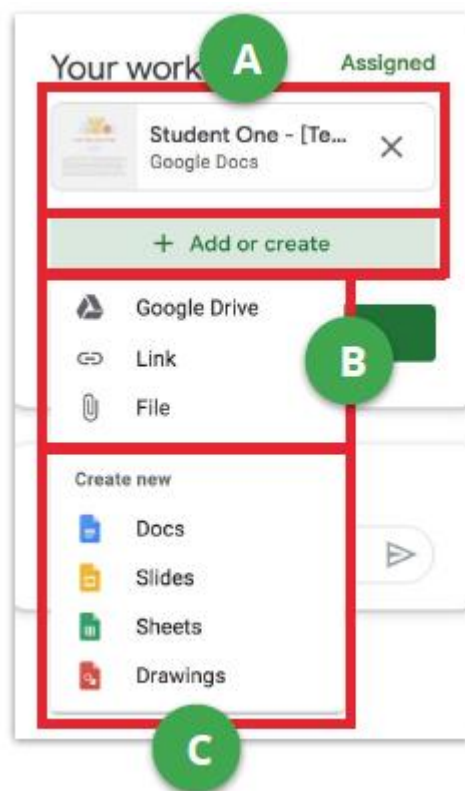 Your work
A
Assigned
Student One - [Te...
Google Docs
+ Add or create
Google Drive
Link
B
File
Create new
Docs
Slides
Sheets
Drawings
C